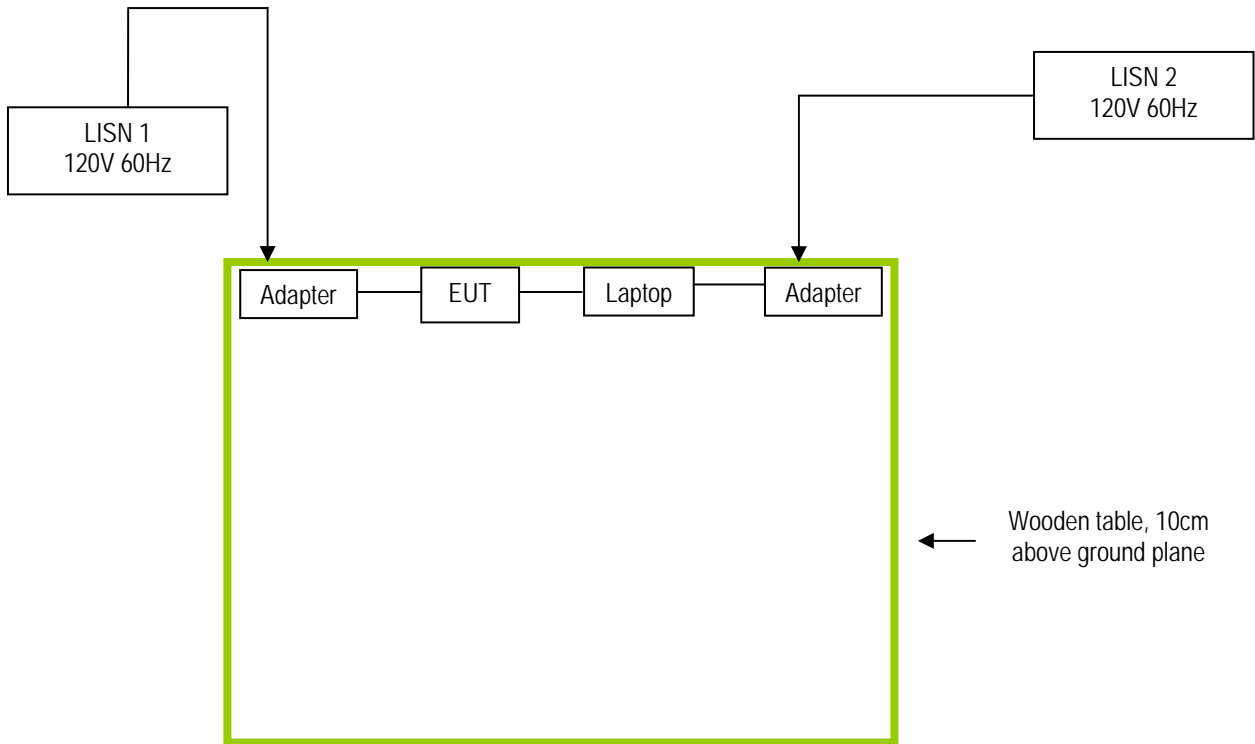 LISN 1
120V 60Hz
LISN 2
120V 60Hz
Adapter
EUT
Laptop
Adapter
Wooden table, 10cm
above ground plane